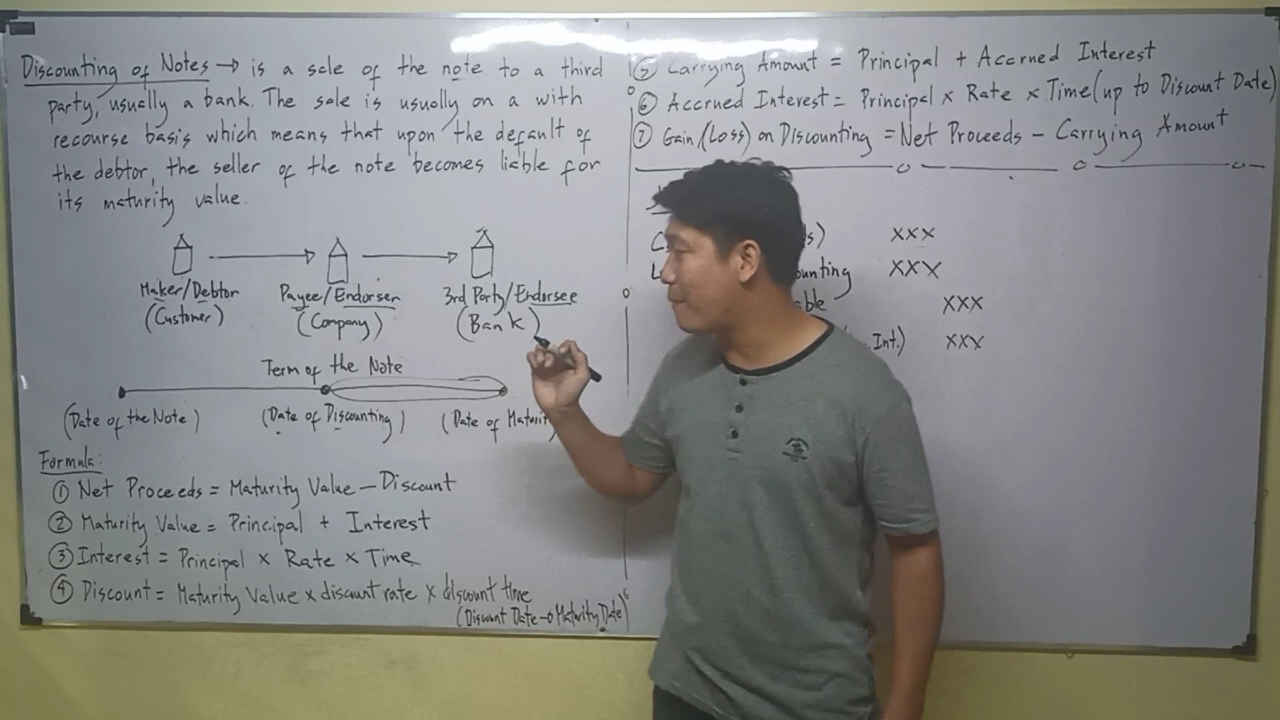 Discounting of Notes → is a sale of the note to a third
party, usually a bank. The sale is usually on a with
recourse basis which means that upon the default of
the debtor, the seller of the note becomes liable for
its maturity value.
Maker/Debtor
(Customer)
Payee/Endorser
(Company)
3rd Party/Endorsee
(Bank)
Term of the Note
(Date of the Note)
(Date of Discounting)
(Date of Maturit
Formula:
① Net Proceeds = Maturity Value - Discount
② Maturity Value = Principal + Interest
③ Interest = Principal x Rate x Time
④ Discount = Maturity Value x discount rate x discount time
(Discount Date → Maturity Date)
⑤ Carrying Amount = Principal + Accrued Interest
⑥ Accrued Interest = Principal x Rate x Time (up to Discount Date)
⑦ Gain/(Loss) on Discounting = Net Proceeds - Carrying Amount
C s) xxx
L ounting xxx
ble xxx
Int.) xxx